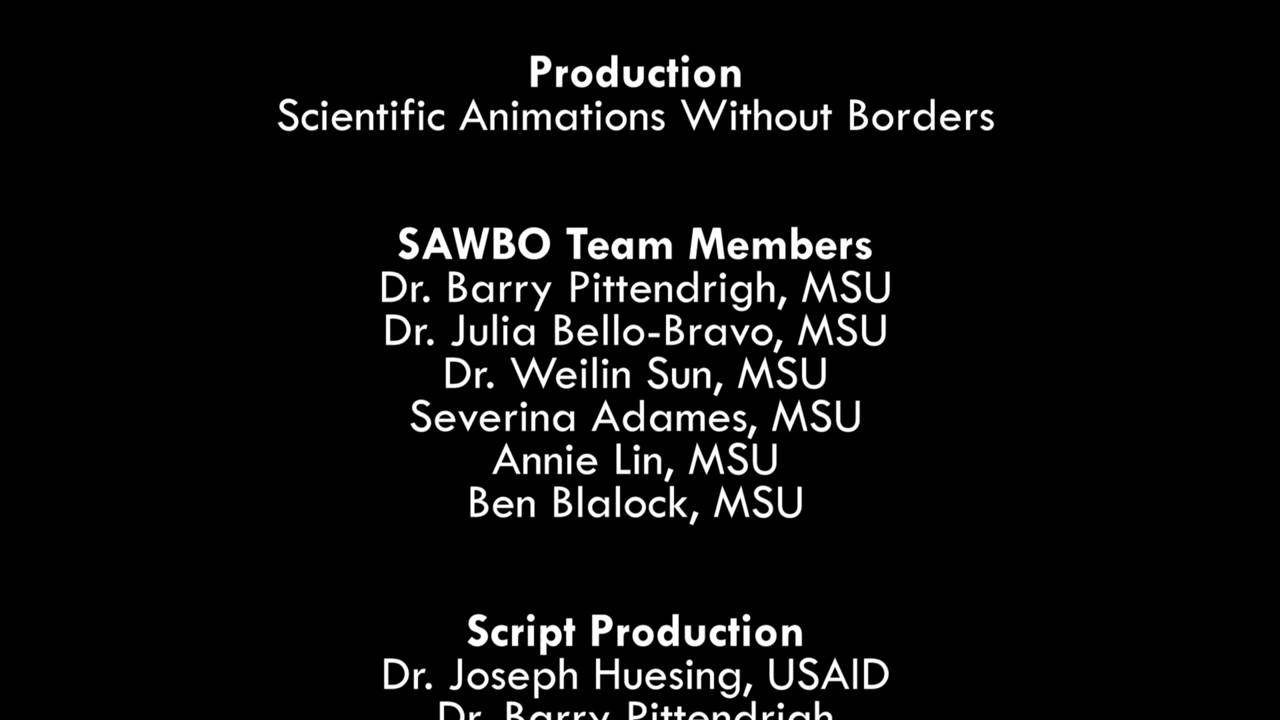 Production
Scientific Animations Without Borders
SAWBO Team Members
Dr. Barry Pittendrigh, MSU
Dr. Julia Bello-Bravo, MSU
Dr. Weilin Sun, MSU
Severina Adames, MSU
Annie Lin, MSU
Ben Blalock, MSU
Script Production
Dr. Joseph Huesing, USAID
Dr. Barry Pittendrigh